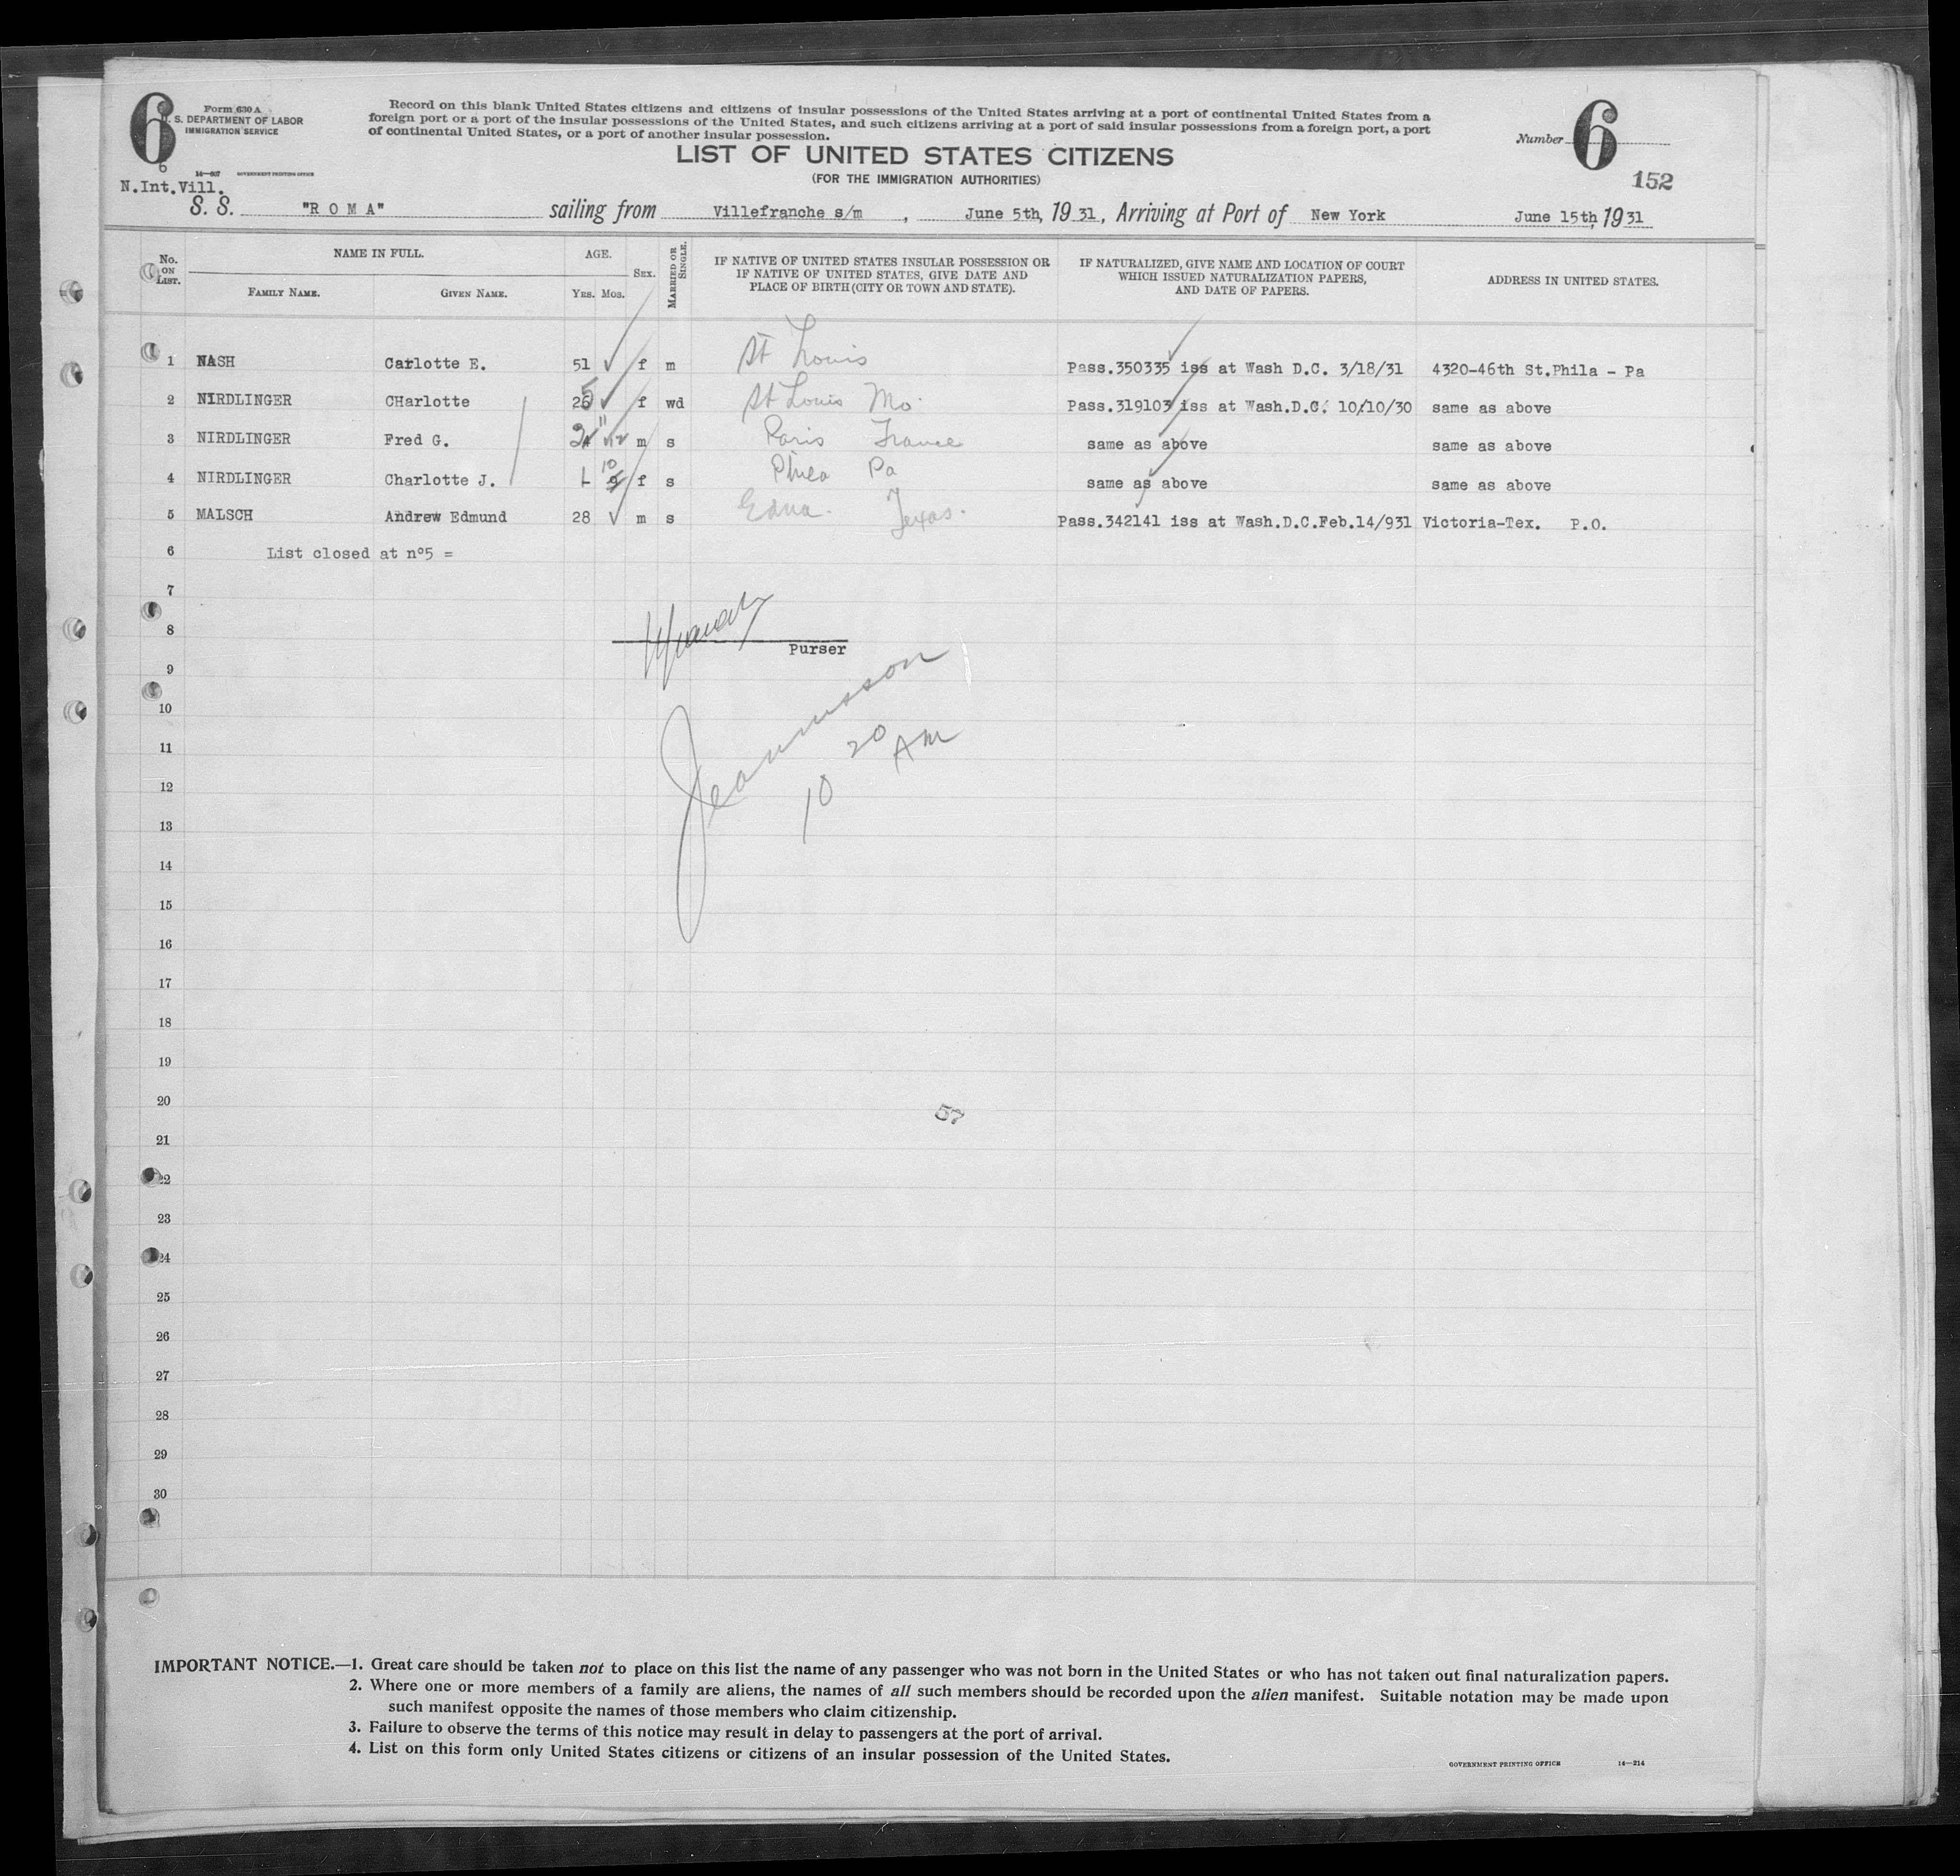 6
Form 630 A
S. DEPARTMENT OF LABOR
IMMIGRATION SERVICE
6
14—607 GOVERNMENT PRINTING OFFICE
Record on this blank United States citizens and citizens of insular possessions of the United States arriving at a port of continental United States from a
foreign port or a port of the insular possessions of the United States, and such citizens arriving at a port of said insular possessions from a foreign port, a port
of continental United States, or a port of another insular possession.
LIST OF UNITED STATES CITIZENS
(FOR THE IMMIGRATION AUTHORITIES)
Number 6
152
N.Int.Vill.
S. S. "R O M A" sailing from Villefranche s/m , June 5th, 19 31, Arriving at Port of New York June 15th, 19 31
No. ON LIST. NAME IN FULL. AGE. SEX. MARRIED OR SINGLE. IF NATIVE OF UNITED STATES INSULAR POSSESSION OR IF NATIVE OF UNITED STATES, GIVE DATE AND PLACE OF BIRTH (CITY OR TOWN AND STATE). IF NATURALIZED, GIVE NAME AND LOCATION OF COURT WHICH ISSUED NATURALIZATION PAPERS, AND DATE OF PAPERS. ADDRESS IN UNITED STATES.
FAMILY NAME. GIVEN NAME. YRS. MOS.
1 NASH Carlotte E. 51 f m St Louis Pass.350335 iss at Wash D.C. 3/18/31 4320-46th St.Phila - Pa
2 NIRDLINGER CHarlotte 25 f wd St Louis Mo. Pass.319103 iss at Wash.D.C. 10/10/30 same as above
3 NIRDLINGER Fred G. 2 11 m s Paris France same as above same as above
4 NIRDLINGER Charlotte J. 1 10 f s Phila Pa same as above same as above
5 MALSCH Andrew Edmund 28 m s Edna. Texas. Pass.342141 iss at Wash.D.C.Feb.14/931 Victoria-Tex. P.O.
6 List closed at nº5 =
7
8
Purser
9
10
10 20 AM
11
12
13
14
15
16
17
18
19
20
57
21
22
23
24
25
26
27
28
29
30
IMPORTANT NOTICE.—1. Great care should be taken not to place on this list the name of any passenger who was not born in the United States or who has not taken out final naturalization papers.
2. Where one or more members of a family are aliens, the names of all such members should be recorded upon the alien manifest. Suitable notation may be made upon
such manifest opposite the names of those members who claim citizenship.
3. Failure to observe the terms of this notice may result in delay to passengers at the port of arrival.
4. List on this form only United States citizens or citizens of an insular possession of the United States.
GOVERNMENT PRINTING OFFICE 14—214